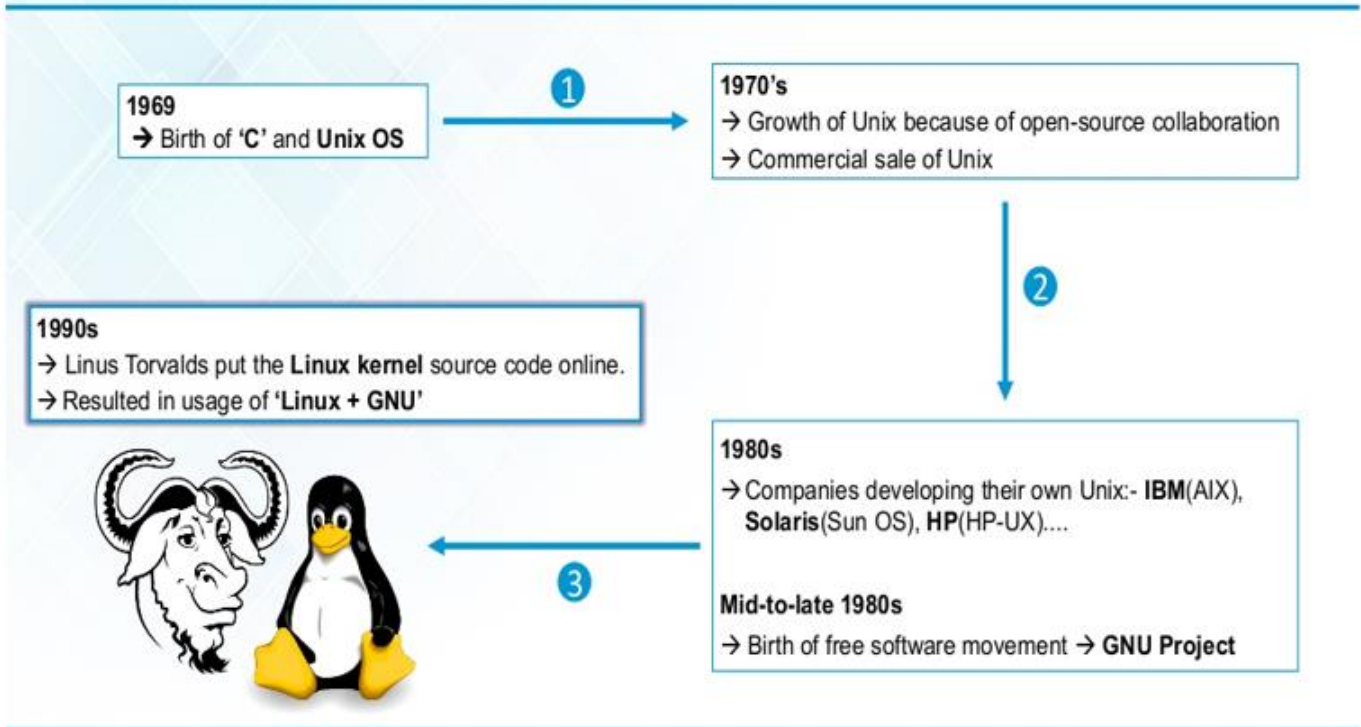 1969
→ Birth of ‘C’ and Unix OS
1
1970’s
→ Growth of Unix because of open-source collaboration
→ Commercial sale of Unix
2
1980s
→ Companies developing their own Unix:- IBM(AIX),
Solaris(Sun OS), HP(HP-UX)....
Mid-to-late 1980s
→ Birth of free software movement → GNU Project
3
1990s
→ Linus Torvalds put the Linux kernel source code online.
→ Resulted in usage of ‘Linux + GNU’